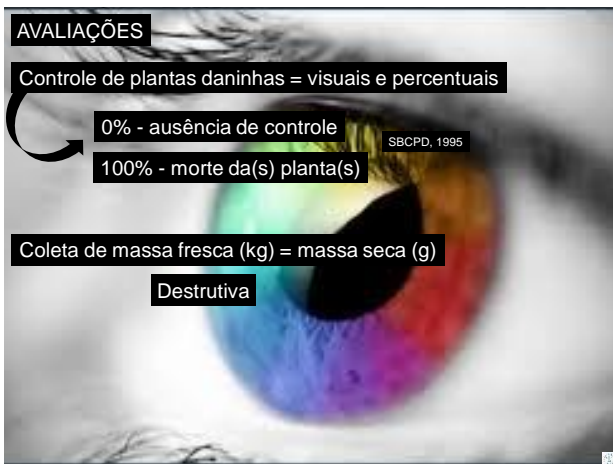 AVALIAÇÕES
Controle de plantas daninhas = visuais e percentuais
0% - ausência de controle
SBCPD, 1995
100% - morte da(s) planta(s)
Coleta de massa fresca (kg) = massa seca (g)
Destrutiva